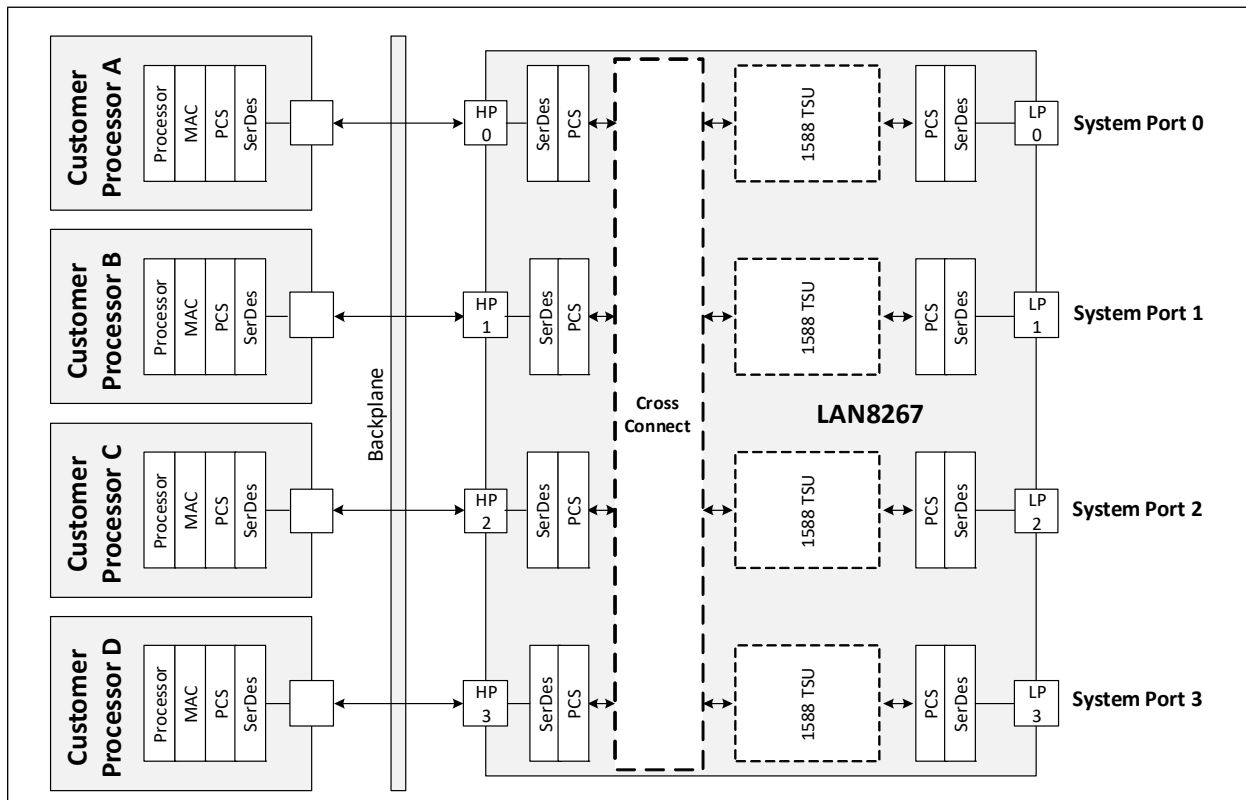 Customer
Processor A
Processor
MAC
PCS
SerDes
HP
0
SerDes
PCS
1588 TSU
PCS
SerDes
LP
0
System Port 0
Customer
Processor B
Processor
MAC
PCS
SerDes
HP
1
SerDes
PCS
1588 TSU
PCS
SerDes
LP
1
System Port 1
Backplane
Cross
Connect
LAN8267
Customer
Processor C
Processor
MAC
PCS
SerDes
HP
2
SerDes
PCS
1588 TSU
PCS
SerDes
LP
2
System Port 2
Customer
Processor D
Processor
MAC
PCS
SerDes
HP
3
SerDes
PCS
1588 TSU
PCS
SerDes
LP
3
System Port 3